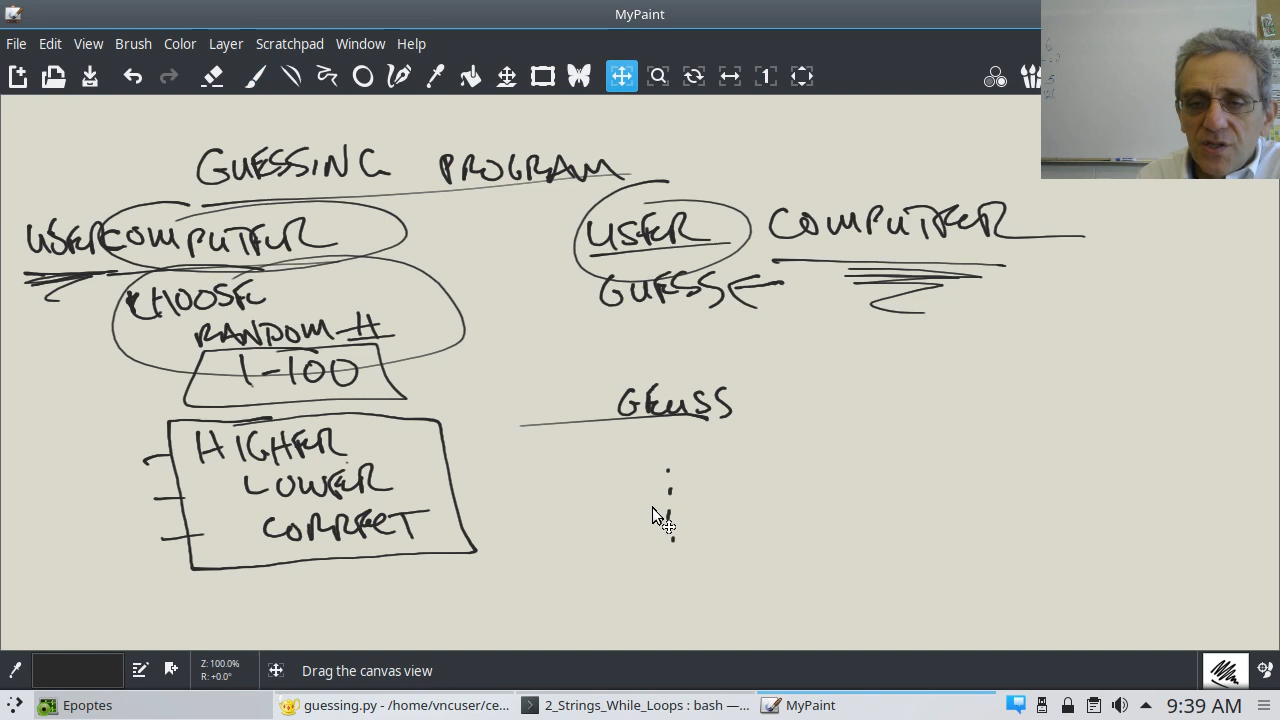 MyPaint
File Edit View Brush Color Layer Scratchpad Window Help
GUESSING PROGRAM
USER COMPUTER USER COMPUTER
CHOOSE GUESS
RANDOM #
1-100
GEUSS
HIGHER
LOWER
CORRECT
Z: 100.0%
R: +0.0°
Drag the canvas view
Epoptes guessing.py - /home/vncuser/ce... 2_Strings_While_Loops : bash —... MyPaint 9:39 AM